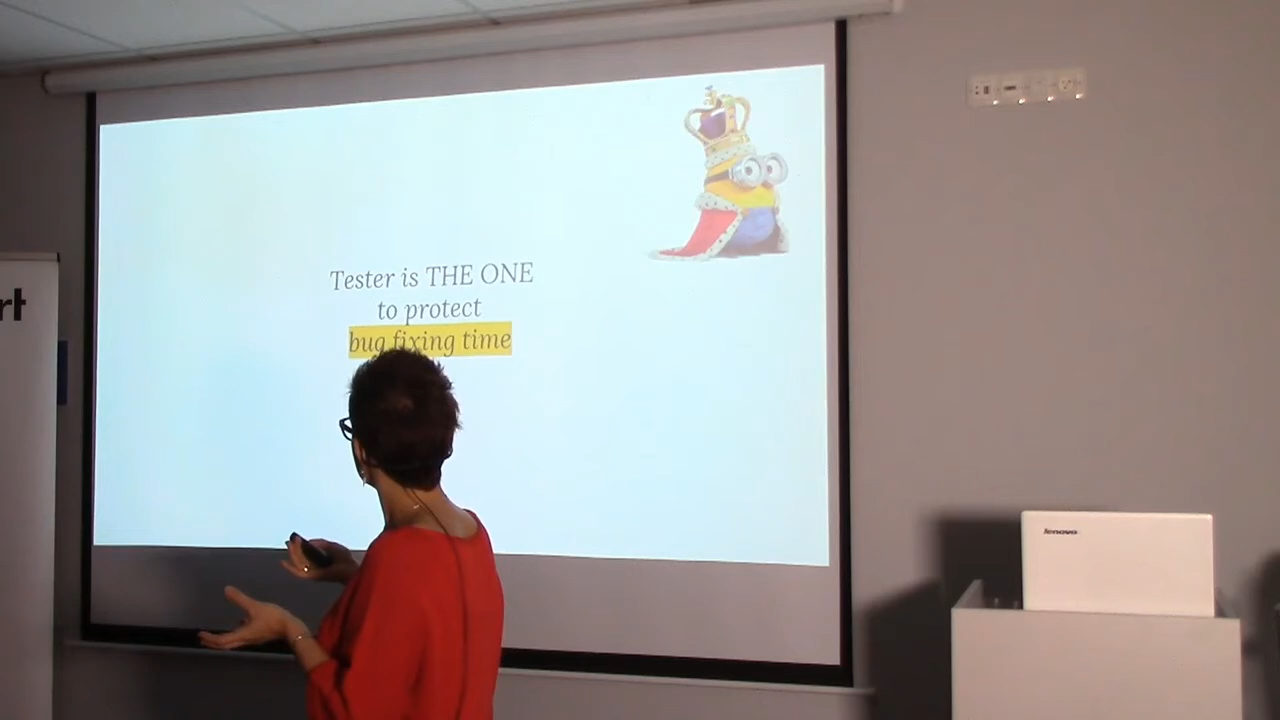 Tester is THE ONE
to protect
bug fixing time
rt
lenovo